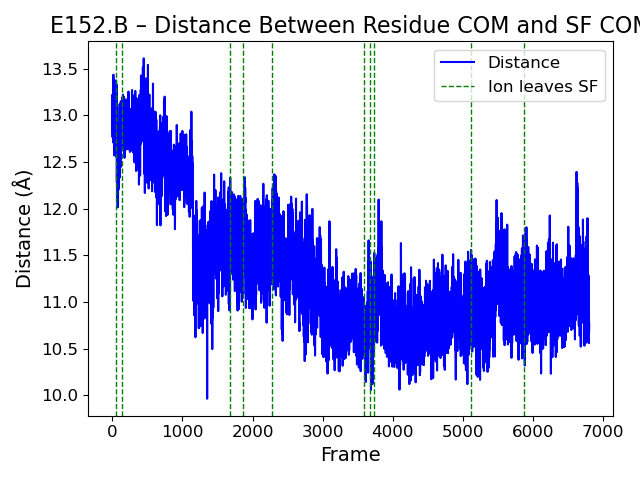 E152.B – Distance Between Residue COM and SF COM
Distance
Ion leaves SF
Distance (Å)
13.5
13.0
12.5
12.0
11.5
11.0
10.5
10.0
0 1000 2000 3000 4000 5000 6000 7000
Frame